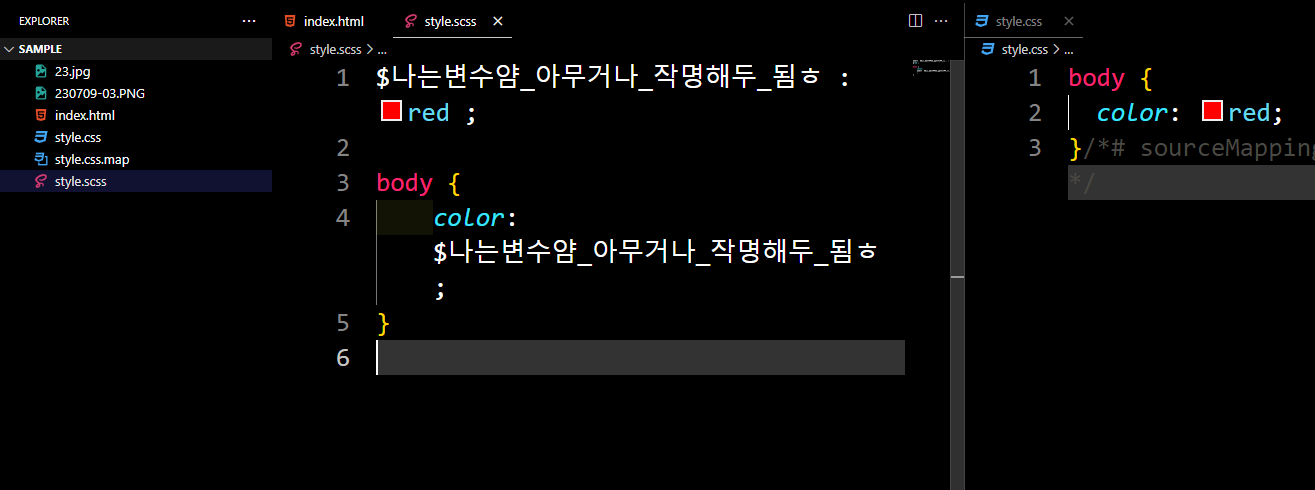 EXPLORER ...
SAMPLE
23.jpg
230709-03.PNG
index.html
style.css
style.css.map
style.scss
index.html style.scss ×
style.scss > ...
1 $나는변수얌_아무거나_작명해두_됨ㅎ :
red ;
2
3 body {
4 color:
$나는변수얌_아무거나_작명해두_됨ㅎ
;
5 }
6
style.css ×
style.css > ...
1 body {
2 color: red;
3 }/*# sourceMapping
*/